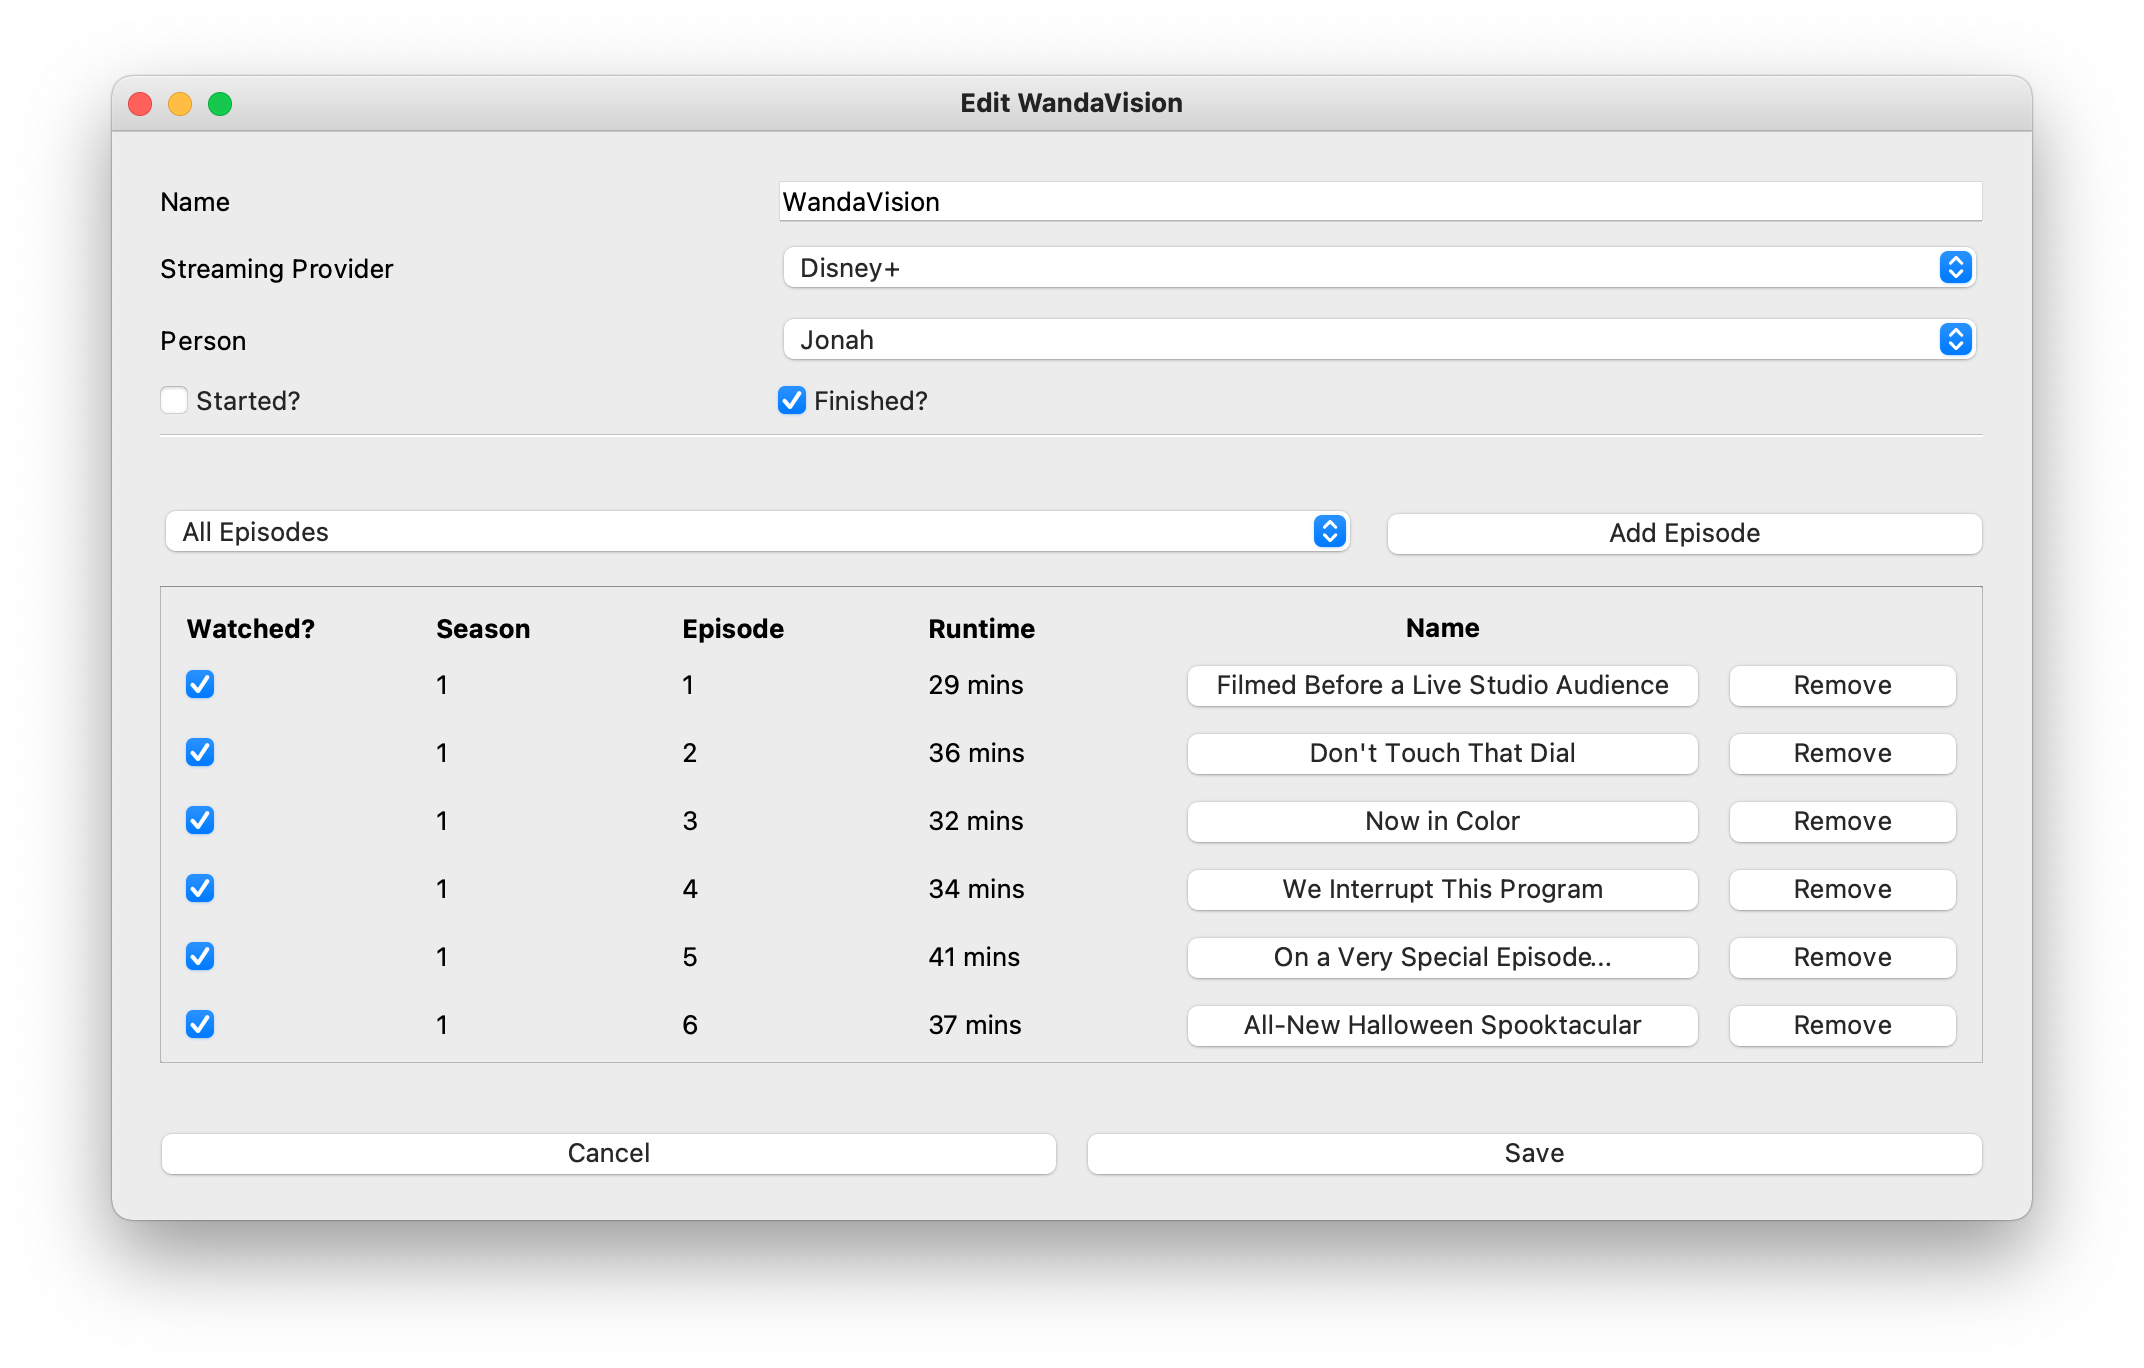 Edit WandaVision
Name WandaVision
Streaming Provider Disney+
Person Jonah
Started? Finished?
All Episodes Add Episode
Watched? Season Episode Runtime Name
1 1 29 mins Filmed Before a Live Studio Audience Remove
1 2 36 mins Don't Touch That Dial Remove
1 3 32 mins Now in Color Remove
1 4 34 mins We Interrupt This Program Remove
1 5 41 mins On a Very Special Episode... Remove
1 6 37 mins All-New Halloween Spooktacular Remove
Cancel Save